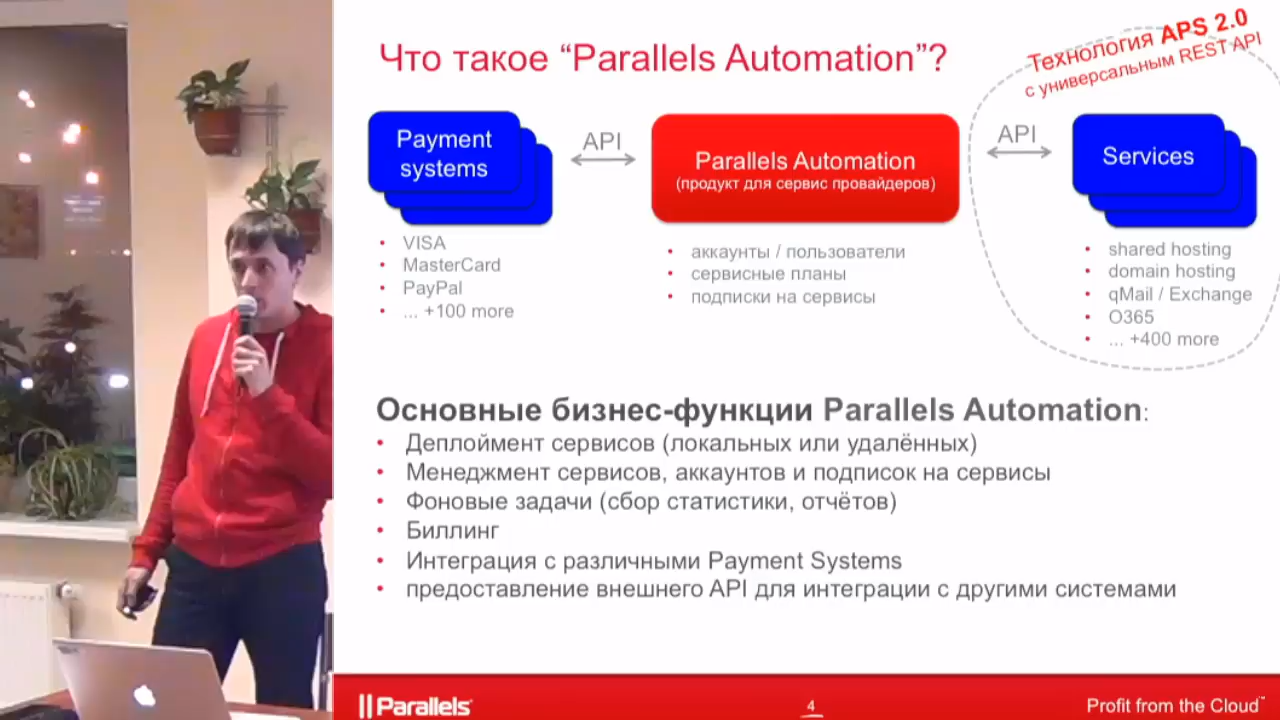 Что такое “Parallels Automation”?
Технология APS 2.0
с универсальным REST API
Payment
systems
API
Parallels Automation
(продукт для сервис провайдеров)
API
Services
• VISA
• MasterCard
• PayPal
• ... +100 more
• аккаунты / пользователи
• сервисные планы
• подписки на сервисы
• shared hosting
• domain hosting
• qMail / Exchange
• O365
• ... +400 more
Основные бизнес-функции Parallels Automation:
• Деплоймент сервисов (локальных или удалённых)
• Менеджмент сервисов, аккаунтов и подписок на сервисы
• Фоновые задачи (сбор статистики, отчётов)
• Биллинг
• Интеграция с различными Payment Systems
• предоставление внешнего API для интеграции с другими системами
Parallels
4
Profit from the Cloud™